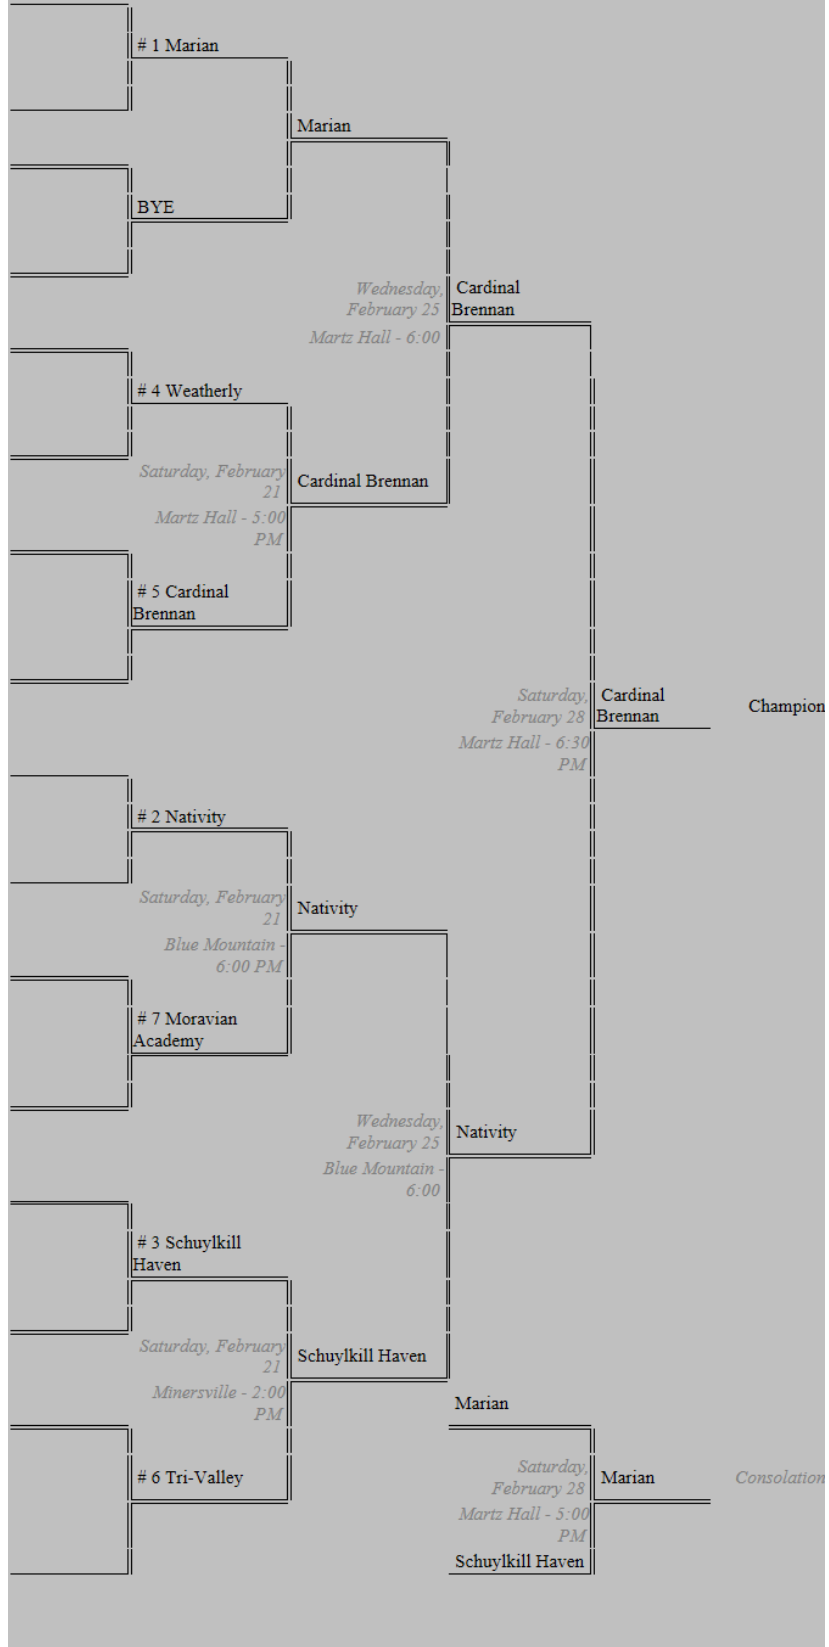 # 1 Marian
Marian
BYE
Wednesday,
February 25
Martz Hall - 6:00
Cardinal
Brennan
# 4 Weatherly
Saturday, February
21
Martz Hall - 5:00
PM
Cardinal Brennan
# 5 Cardinal
Brennan
Saturday,
February 28
Martz Hall - 6:30
PM
Cardinal
Brennan
Champion
# 2 Nativity
Saturday, February
21
Blue Mountain -
6:00 PM
Nativity
# 7 Moravian
Academy
Wednesday,
February 25
Blue Mountain -
6:00
Nativity
# 3 Schuylkill
Haven
Saturday, February
21
Minersville - 2:00
PM
Schuylkill Haven
# 6 Tri-Valley
Marian
Saturday,
February 28
Martz Hall - 5:00
PM
Marian
Consolation
Schuylkill Haven